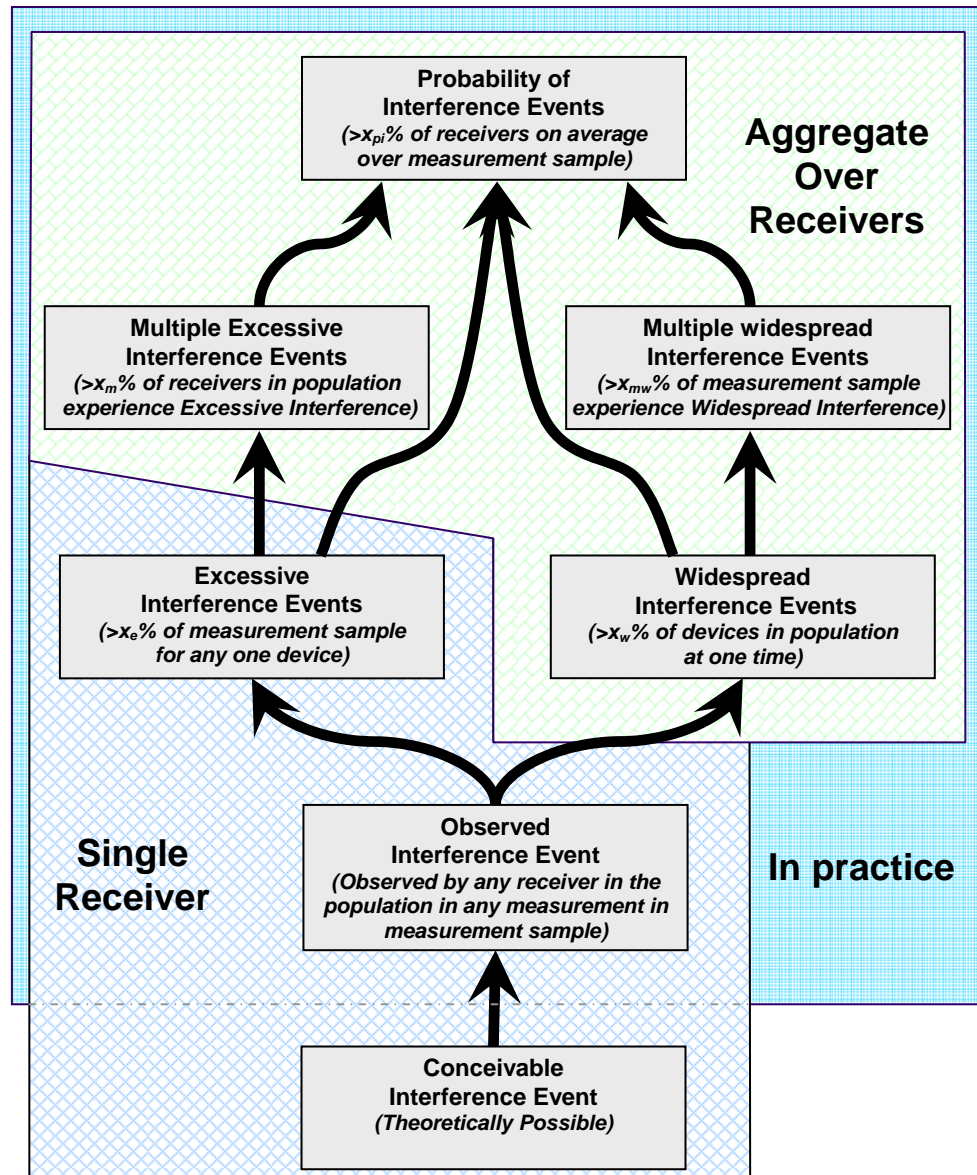 Probability of
Interference Events
(>xpi% of receivers on average
over measurement sample)
Aggregate
Over
Receivers
Multiple Excessive
Interference Events
(>xm% of receivers in population
experience Excessive Interference)
Multiple widespread
Interference Events
(>xmw% of measurement sample
experience Widespread Interference)
Excessive
Interference Events
(>xe% of measurement sample
for any one device)
Widespread
Interference Events
(>xw% of devices in population
at one time)
Single
Receiver
Observed
Interference Event
(Observed by any receiver in the
population in any measurement in
measurement sample)
In practice
Conceivable
Interference Event
(Theoretically Possible)